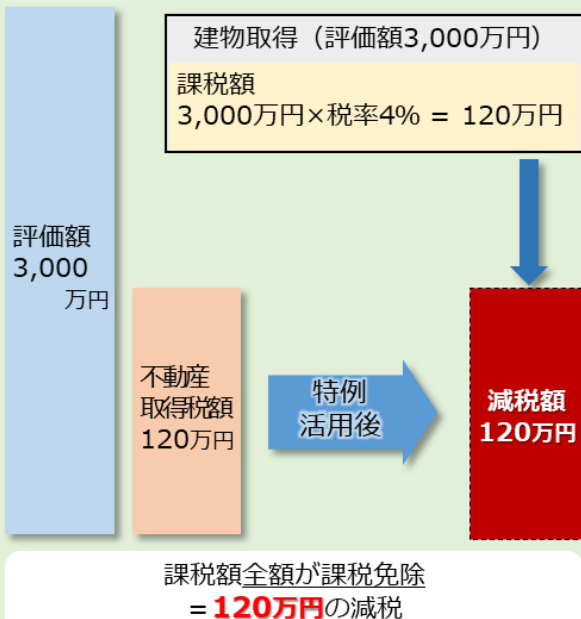 建物取得（評価額3,000万円）
課税額
3,000万円×税率4% = 120万円
評価額
3,000
万円
不動産
取得税額
120万円
特例
活用後
減税額
120万円
課税額全額が課税免除
=120万円の減税